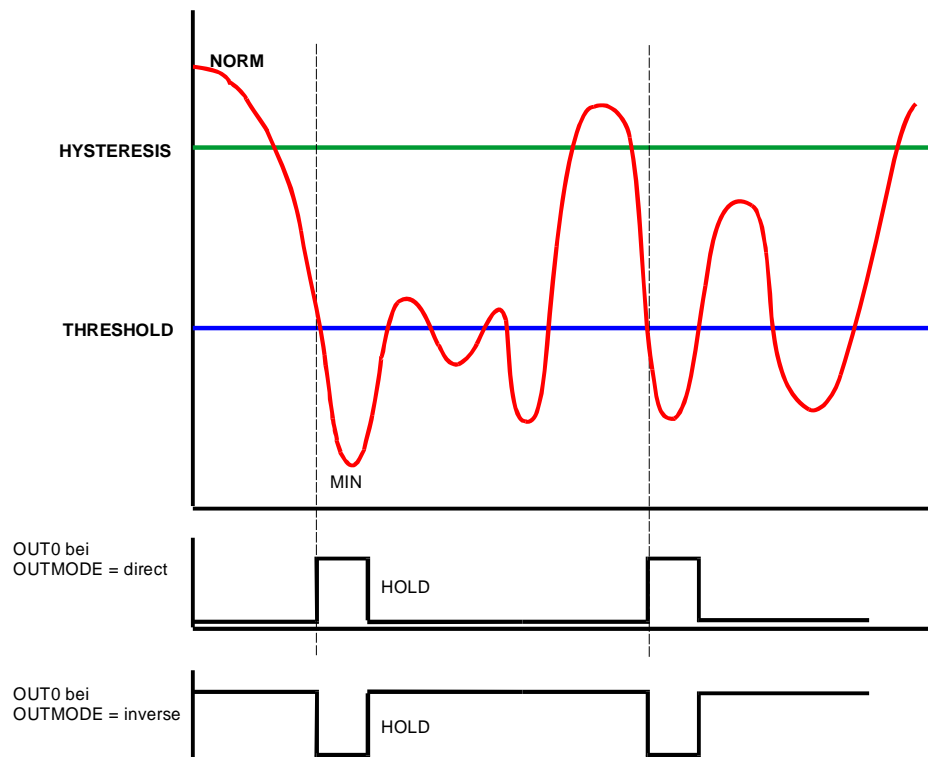 NORM
HYSTERESIS
THRESHOLD
MIN
OUT0 bei
OUTMODE = direct
HOLD
OUT0 bei
OUTMODE = inverse
HOLD